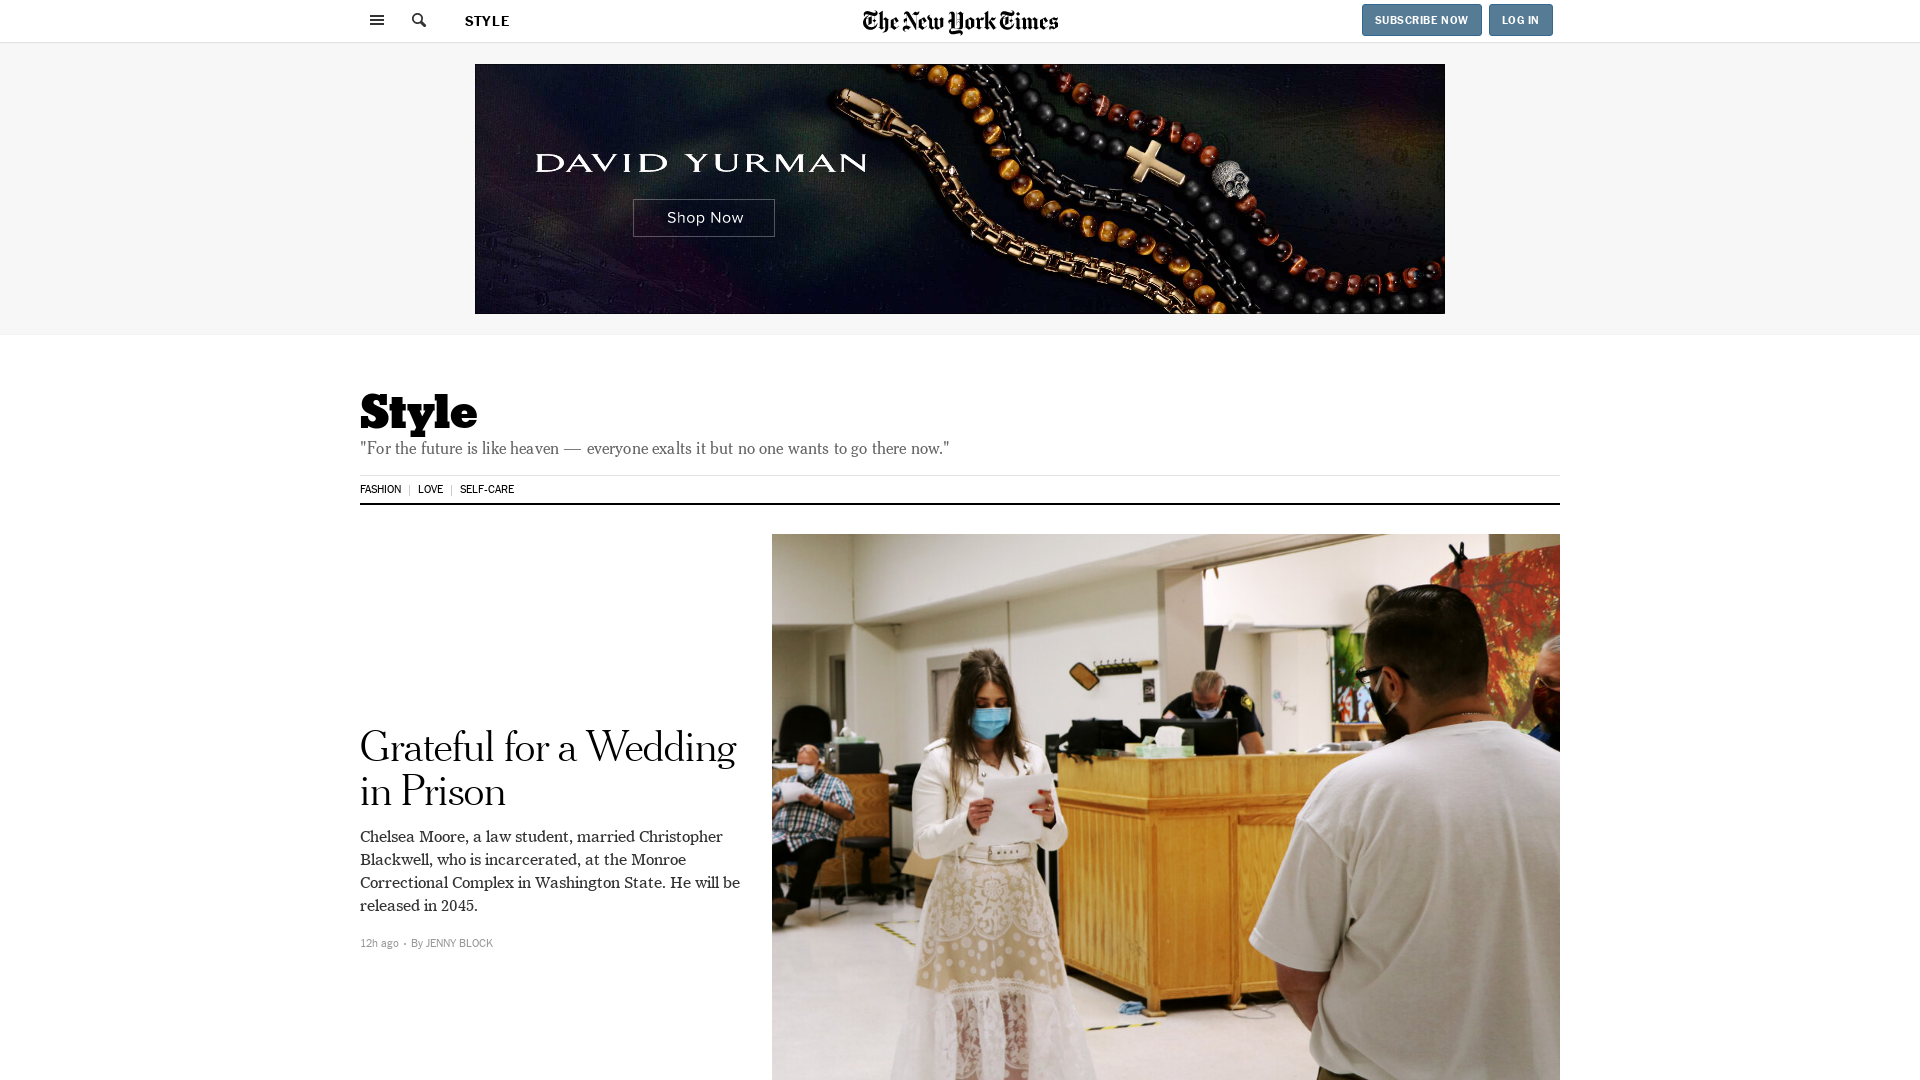 STYLE
The New York Times
SUBSCRIBE NOW
LOG IN
DAVID YURMAN
Shop Now
Style
"For the future is like heaven — everyone exalts it but no one wants to go there now."
FASHION | LOVE | SELF-CARE
Grateful for a Wedding
in Prison
Chelsea Moore, a law student, married Christopher
Blackwell, who is incarcerated, at the Monroe
Correctional Complex in Washington State. He will be
released in 2045.
12h ago · By JENNY BLOCK